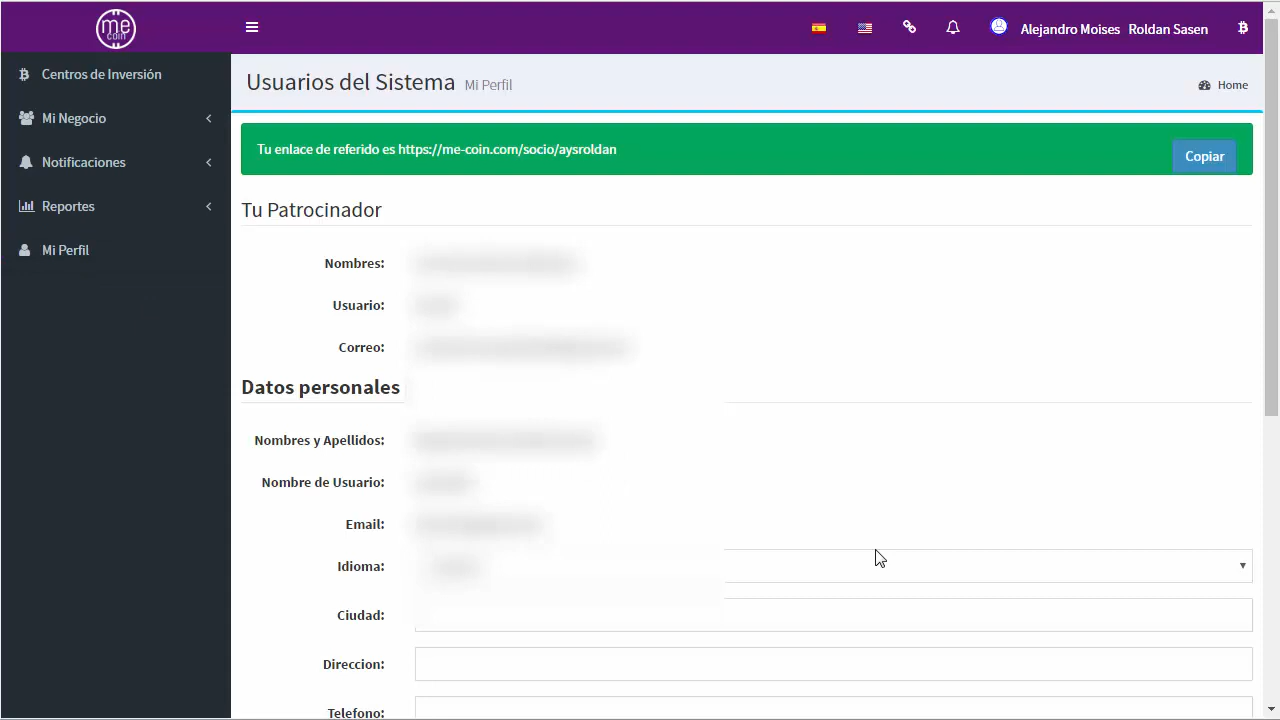 me
coin
Alejandro Moises Roldan Sasen
Centros de Inversión
Mi Negocio
Notificaciones
Reportes
Mi Perfil
Usuarios del Sistema Mi Perfil
Home
Tu enlace de referido es https://me-coin.com/socio/aysroldan
Copiar
Tu Patrocinador
Nombres:
Usuario:
Correo:
Datos personales
Nombres y Apellidos:
Nombre de Usuario:
Email:
Idioma:
Ciudad:
Direccion:
Telefono: